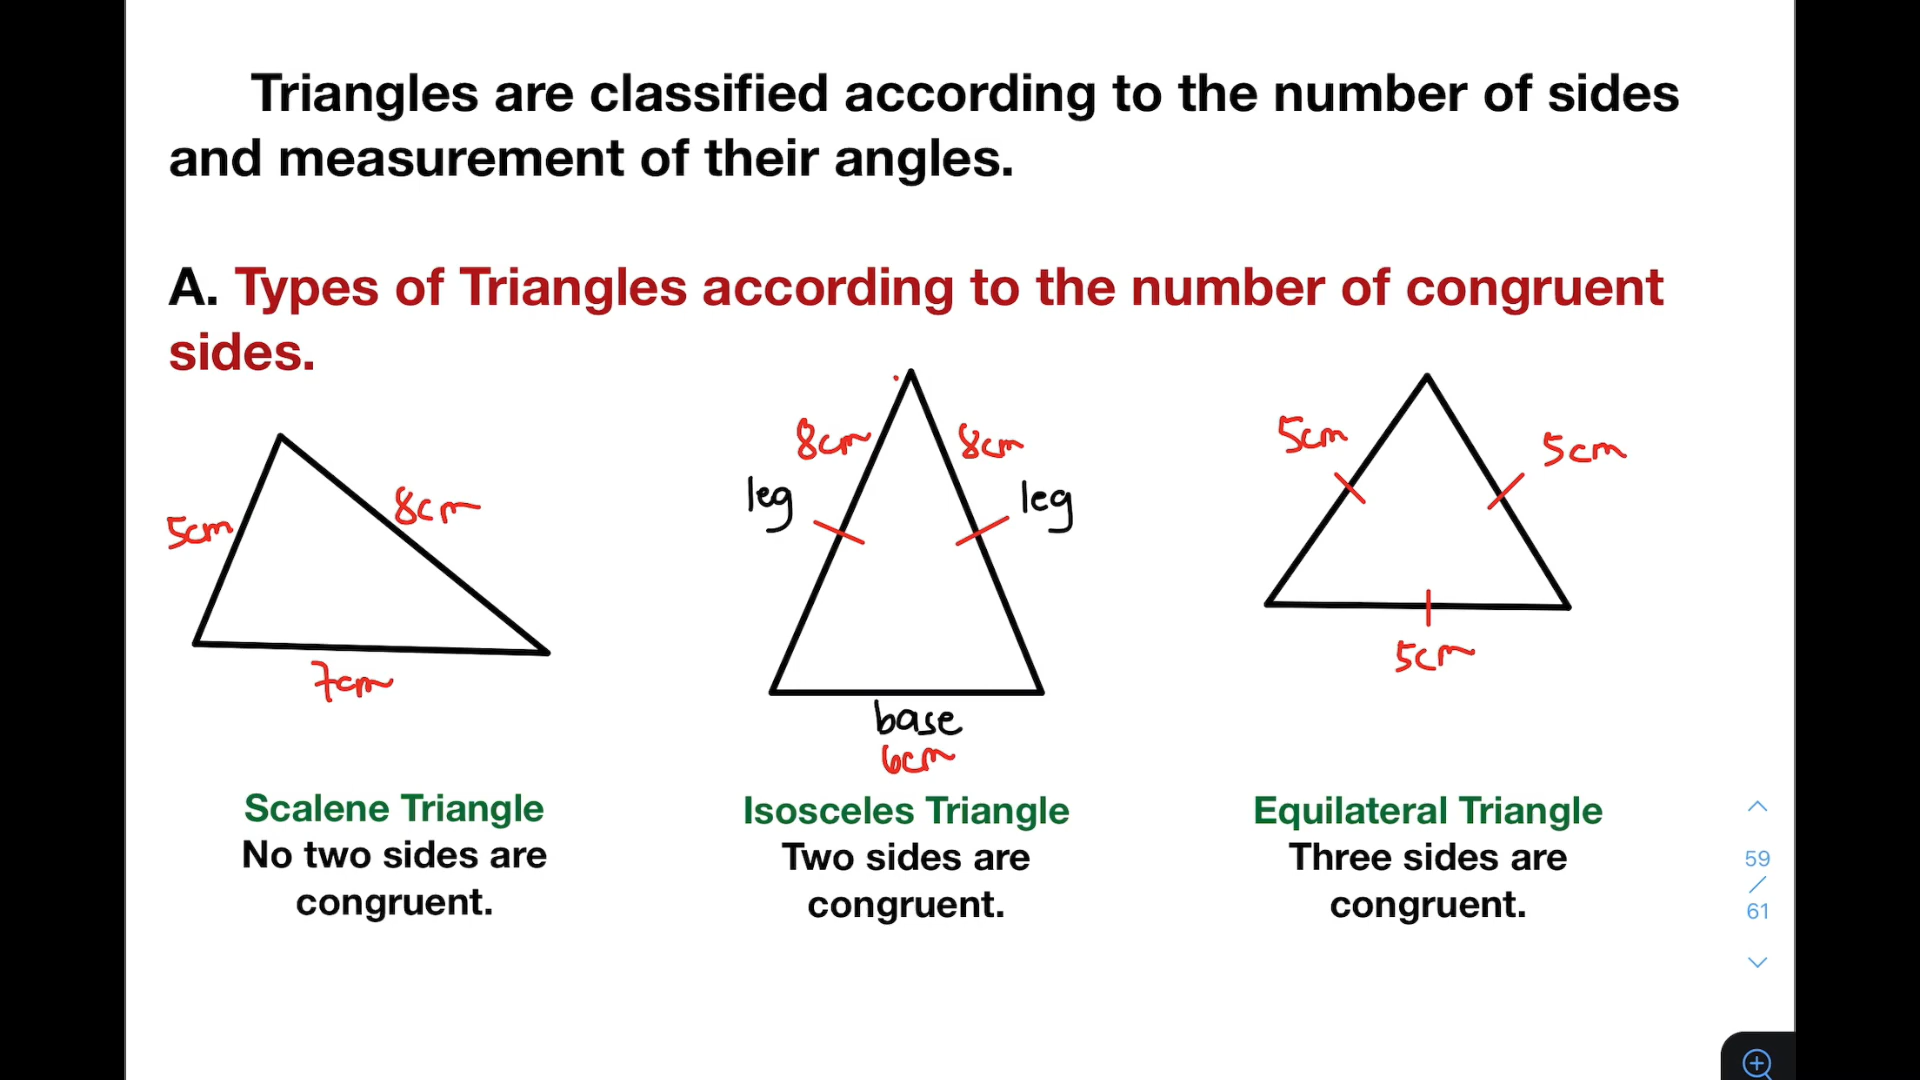 Triangles are classified according to the number of sides
and measurement of their angles.
A. Types of Triangles according to the number of congruent
sides.
5cm
8cm
7cm
8cm
8cm
leg
leg
base
6cm
5cm
5cm
5cm
Scalene Triangle
No two sides are
congruent.
Isosceles Triangle
Two sides are
congruent.
Equilateral Triangle
Three sides are
congruent.
59
/
61